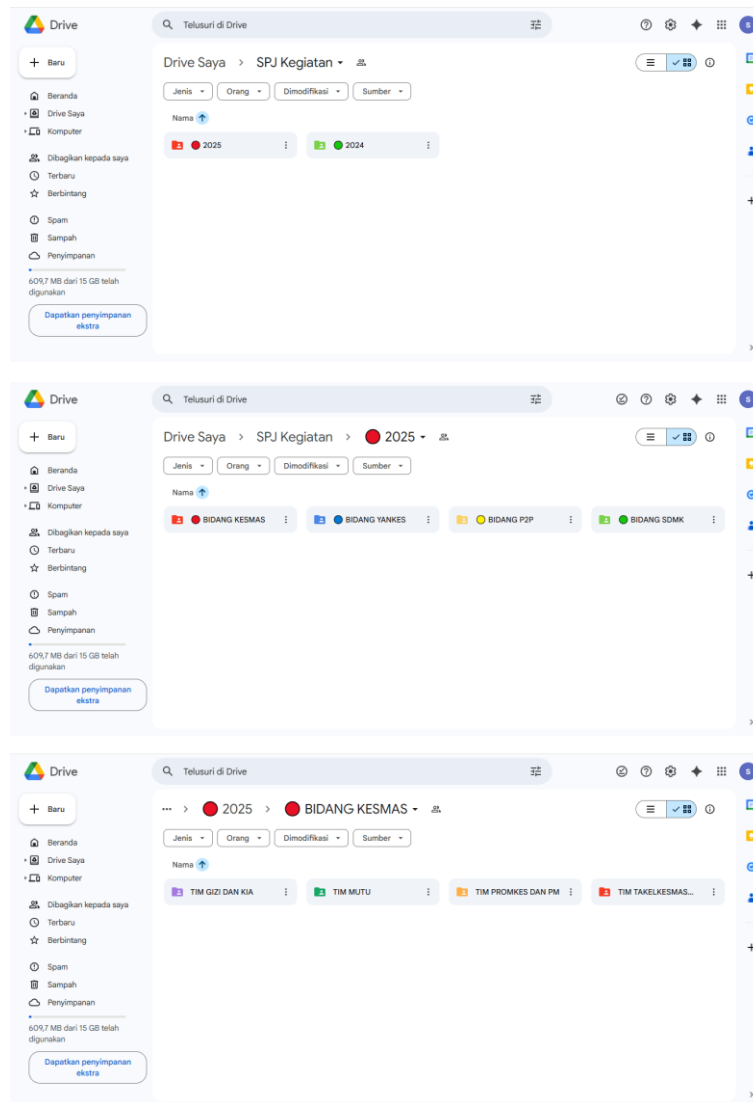 Drive
Telusuri di Drive
S
Baru
Drive Saya > SPJ Kegiatan
Jenis Orang Dimodifikasi Sumber
Nama
2025
2024
Beranda
Drive Saya
Komputer
Dibagikan kepada saya
Terbaru
Berbintang
Spam
Sampah
Penyimpanan
609,7 MB dari 15 GB telah
digunakan
Dapatkan penyimpanan
ekstra
Drive
Telusuri di Drive
S
Baru
Drive Saya > SPJ Kegiatan > 2025
Jenis Orang Dimodifikasi Sumber
Nama
BIDANG KESMAS
BIDANG YANKES
BIDANG P2P
BIDANG SDMK
Beranda
Drive Saya
Komputer
Dibagikan kepada saya
Terbaru
Berbintang
Spam
Sampah
Penyimpanan
609,7 MB dari 15 GB telah
digunakan
Dapatkan penyimpanan
ekstra
Drive
Telusuri di Drive
S
Baru
... > 2025 > BIDANG KESMAS
Jenis Orang Dimodifikasi Sumber
Nama
TIM GIZI DAN KIA
TIM MUTU
TIM PROMKES DAN PM
TIM TAKELKESMAS...
Beranda
Drive Saya
Komputer
Dibagikan kepada saya
Terbaru
Berbintang
Spam
Sampah
Penyimpanan
609,7 MB dari 15 GB telah
digunakan
Dapatkan penyimpanan
ekstra